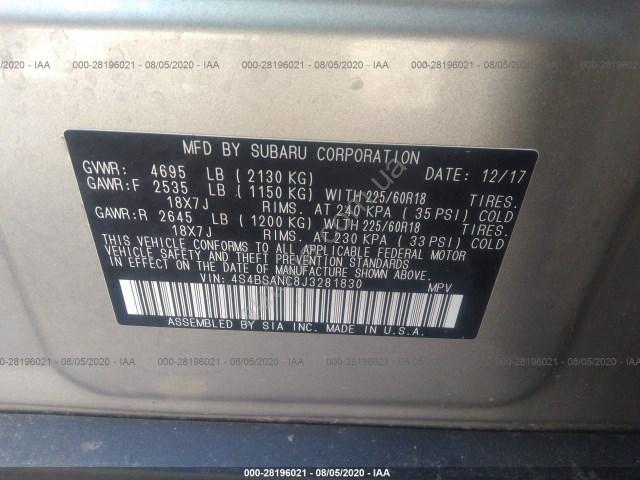 000-28196021 - 08/05/2020 - IAA
MFD BY SUBARU CORPORATION
GVWR: 4695 LB ( 2130 KG) DATE: 12/17
GAWR:F 2535 LB ( 1150 KG) WITH 225/60R18 TIRES.
18X7J RIMS. AT 240 KPA ( 35 PSI) COLD
GAWR:R 2645 LB ( 1200 KG) WITH 225/60R18 TIRES.
18X7J RIMS. AT 230 KPA ( 33 PSI) COLD.
THIS VEHICLE CONFORMS TO ALL APPLICABLE FEDERAL MOTOR
VEHICLE SAFETY AND THEFT PREVENTION STANDARDS
IN EFFECT ON THE DATE OF MANUFACTURE SHOWN ABOVE.
VIN: 4S4BSANC8J3281830 MPV
ASSEMBLED BY SIA INC. MADE IN U.S.A.
000-28196021 - 08/05/2020 - IAA
000-28196021 - 08/05/2020 - IAA